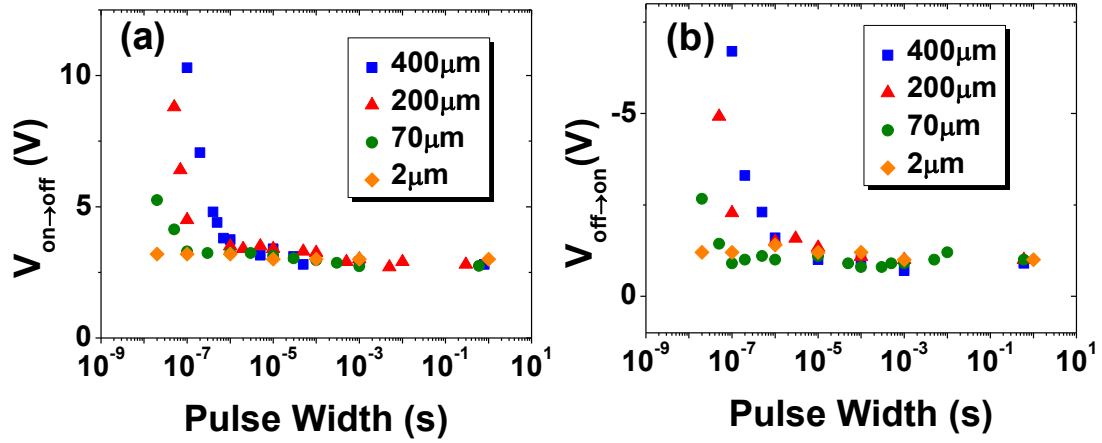 (a)
400μm
200μm
70μm
2μm
10
5
0
V on→off (V)
10⁻⁹ 10⁻⁷ 10⁻⁵ 10⁻³ 10⁻¹ 10¹
Pulse Width (s)
(b)
400μm
200μm
70μm
2μm
-5
0
V off→on (V)
10⁻⁹ 10⁻⁷ 10⁻⁵ 10⁻³ 10⁻¹ 10¹
Pulse Width (s)